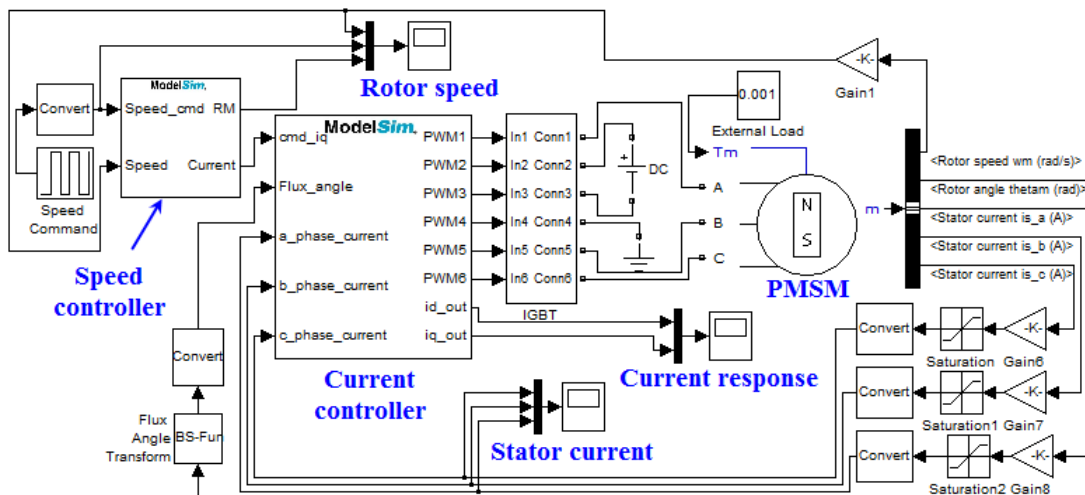 Convert
Speed
Command
ModelSim
Speed_cmd RM
Speed Current
Speed
controller
Rotor speed
ModelSim
cmd_iq
Flux_angle
a_phase_current
b_phase_current
c_phase_current
PWM1
PWM2
PWM3
PWM4
PWM5
PWM6
id_out
iq_out
Current
controller
In1 Conn1
In2 Conn2
In3 Conn3
In4 Conn4
In5 Conn5
In6 Conn6
IGBT
+
DC
0.001
External Load
Tm
A
B
C
N
S
m
PMSM
-K-
Gain1
<Rotor speed wm (rad/s)>
<Rotor angle thetam (rad)>
<Stator current is_a (A)>
<Stator current is_b (A)>
<Stator current is_c (A)>
Current response
Stator current
Convert
Flux
Angle
Transform
BS-Fun
Convert
-K-
Saturation Gain6
Convert
-K-
Saturation1 Gain7
Convert
-K-
Saturation2 Gain8